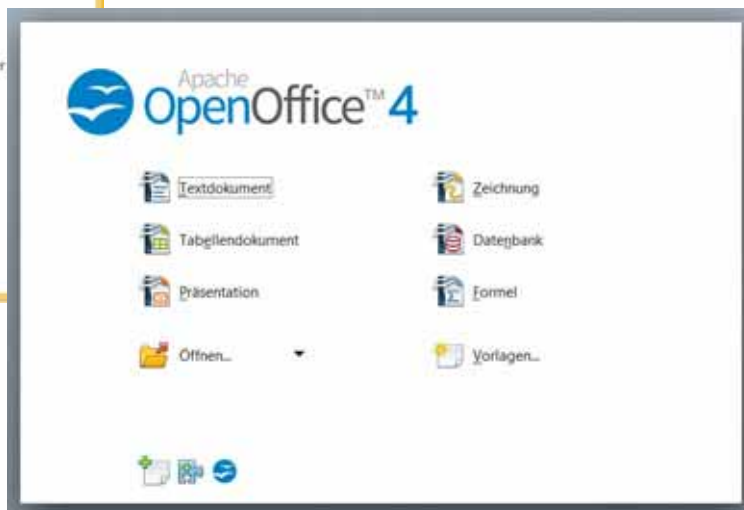 r
Apache
OpenOffice™ 4
Textdokument
Zeichnung
Tabellendokument
Datenbank
Präsentation
Formel
Öffnen...
Vorlagen...